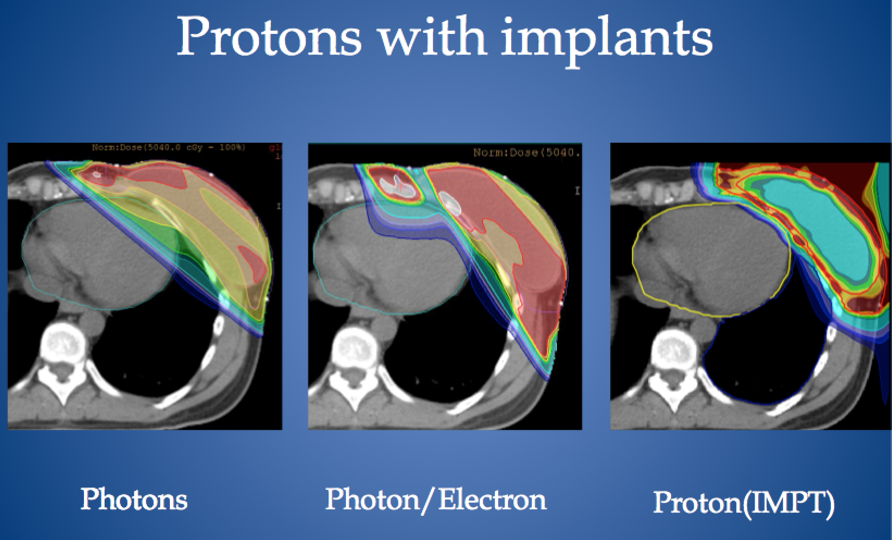 Protons with implants
Norm:Dose(5040.0 cGy - 100%)
Norm:Dose(5040.
Photons
Photon/Electron
Proton(IMPT)